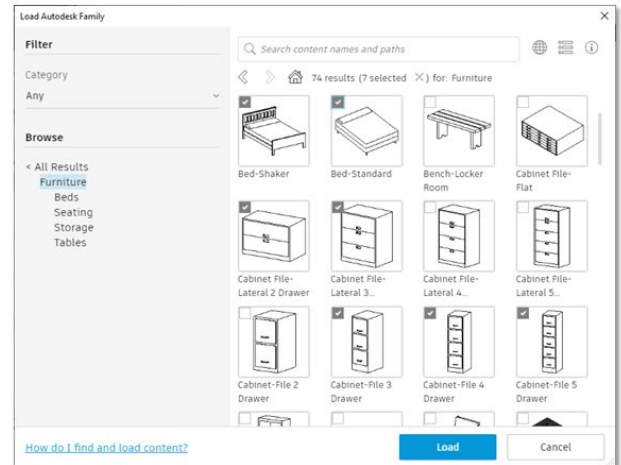 Load Autodesk Family
Filter
Search content names and paths
Category
74 results (7 selected ×) for: Furniture
Any
Browse
< All Results
Furniture
Beds
Seating
Storage
Tables
Bed-Shaker
Bed-Standard
Bench-Locker
Room
Cabinet File-
Flat
Cabinet File-
Lateral 2 Drawer
Cabinet File-
Lateral 3...
Cabinet File-
Lateral 4...
Cabinet File-
Lateral 5...
Cabinet-File 2
Drawer
Cabinet-File 3
Drawer
Cabinet-File 4
Drawer
Cabinet-File 5
Drawer
How do I find and load content?
Load
Cancel